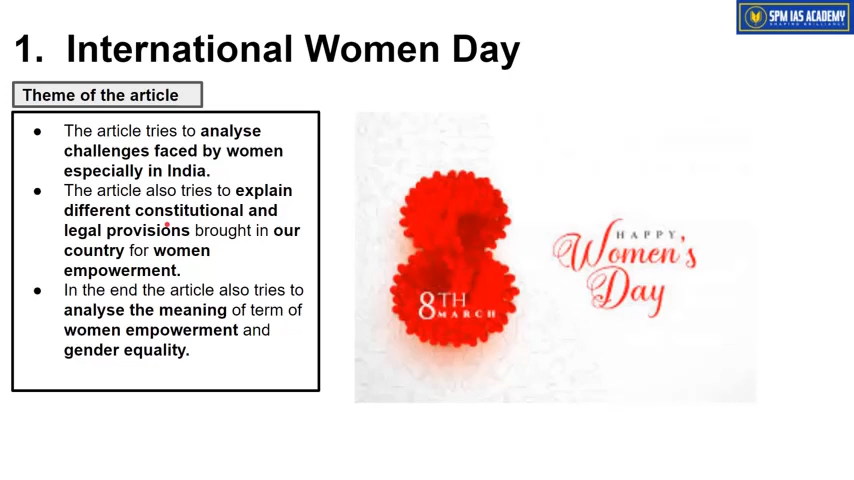 SPM IAS ACADEMY
SHAPING BRILLIANCE
1. International Women Day
Theme of the article
● The article tries to analyse
challenges faced by women
especially in India.
● The article also tries to explain
different constitutional and
legal provisions brought in our
country for women
empowerment.
● In the end the article also tries to
analyse the meaning of term of
women empowerment and
gender equality.
8TH
MARCH
HAPPY
Women's
Day